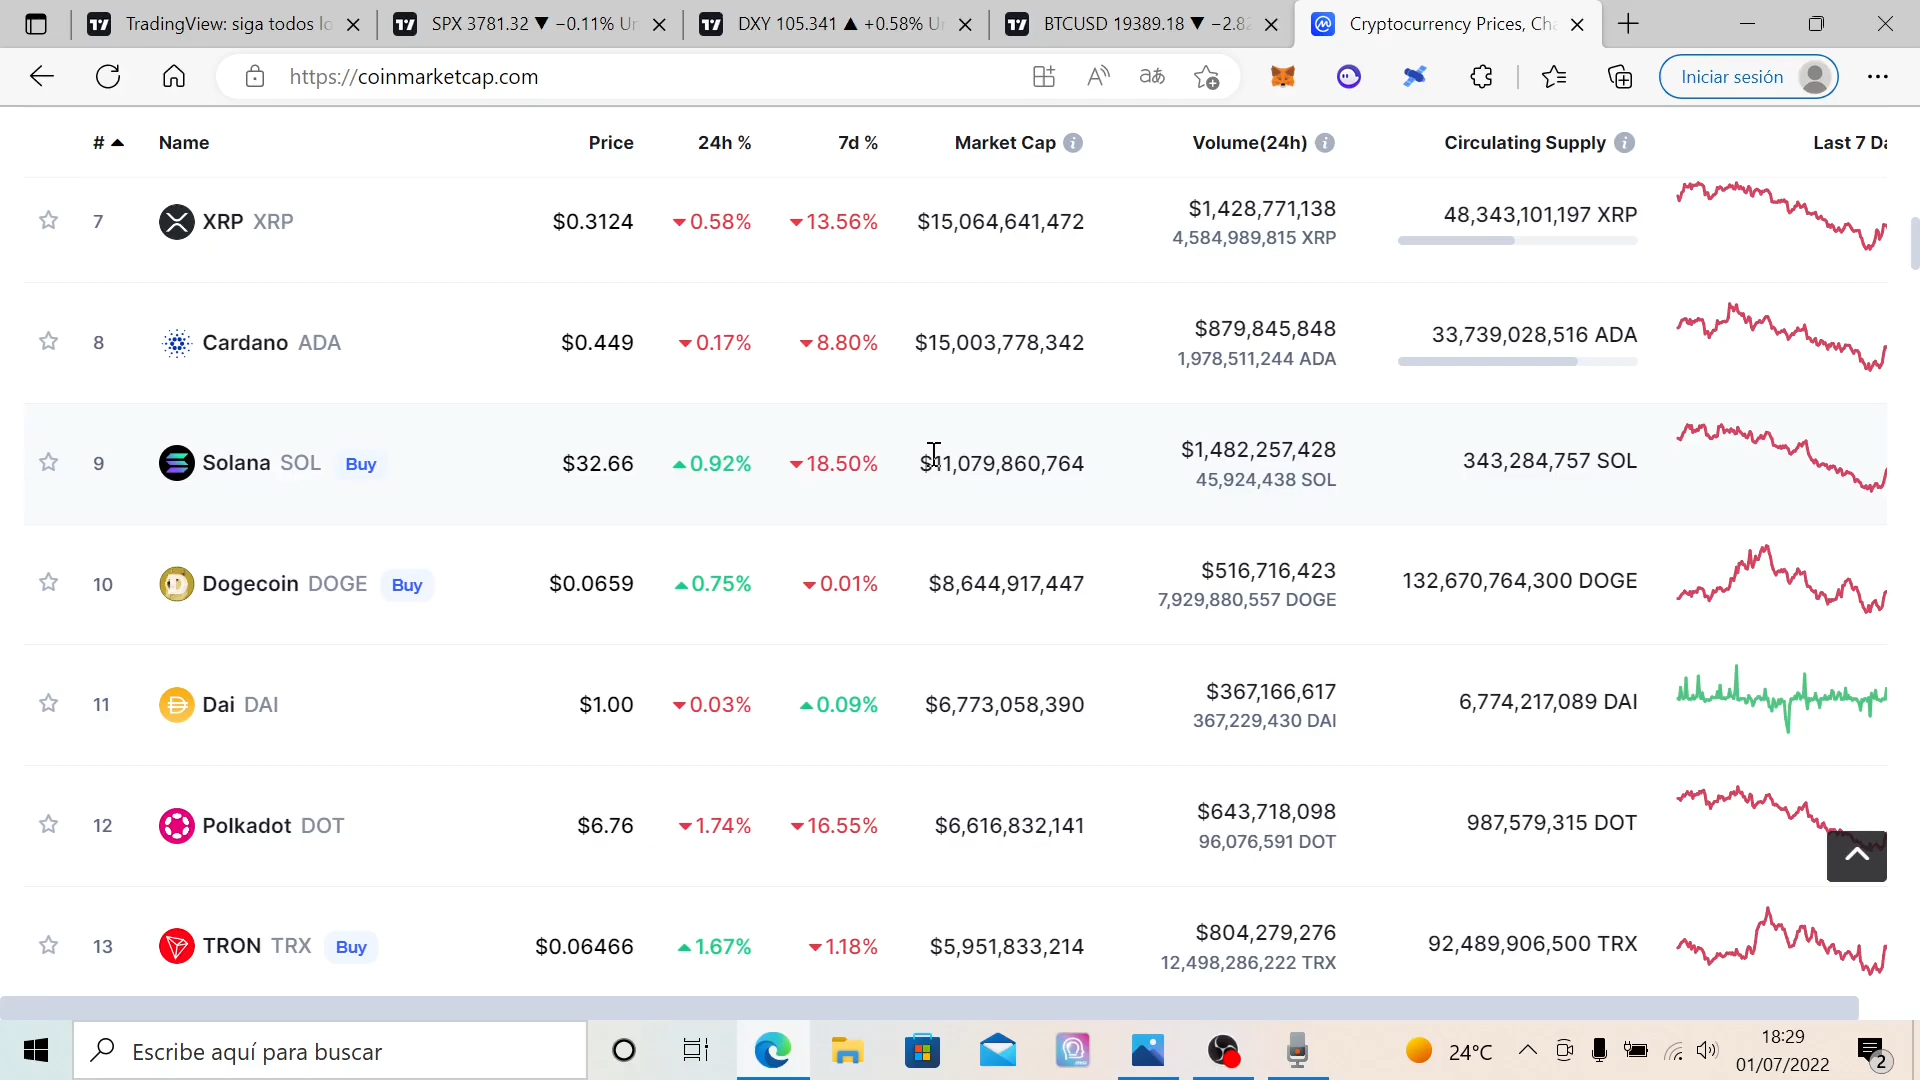 TradingView: siga todos lo
SPX 3781.32 ▼ −0.11% Ur
DXY 105.341 ▲ +0.58% U
BTCUSD 19389.18 ▼ −2.82
Cryptocurrency Prices, Cha
https://coinmarketcap.com
Iniciar sesión
# Name Price 24h % 7d % Market Cap Volume(24h) Circulating Supply Last 7 Da
7 XRP XRP $0.3124 0.58% 13.56% $15,064,641,472 $1,428,771,138 48,343,101,197 XRP
4,584,989,815 XRP
8 Cardano ADA $0.449 0.17% 8.80% $15,003,778,342 $879,845,848 33,739,028,516 ADA
1,978,511,244 ADA
9 Solana SOL Buy $32.66 0.92% 18.50% $11,079,860,764 $1,482,257,428 343,284,757 SOL
45,924,438 SOL
10 Dogecoin DOGE Buy $0.0659 0.75% 0.01% $8,644,917,447 $516,716,423 132,670,764,300 DOGE
7,929,880,557 DOGE
11 Dai DAI $1.00 0.03% 0.09% $6,773,058,390 $367,166,617 6,774,217,089 DAI
367,229,430 DAI
12 Polkadot DOT $6.76 1.74% 16.55% $6,616,832,141 $643,718,098 987,579,315 DOT
96,076,591 DOT
13 TRON TRX Buy $0.06466 1.67% 1.18% $5,951,833,214 $804,279,276 92,489,906,500 TRX
12,498,286,222 TRX
Escribe aquí para buscar
24°C
18:29
01/07/2022
2